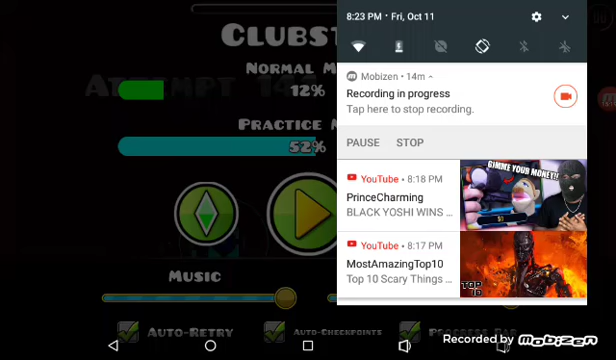 8:23 PM • Fri, Oct 11
CLUBST
NORMAL M
ATTEMPT 14
12%
PRACTICE M
52%
Mobizen • 14m
Recording in progress
Tap here to stop recording.
PAUSE STOP
YouTube • 8:18 PM
PrinceCharming
BLACK YOSHI WINS ...
GIMME YOUR MONEY!!
YouTube • 8:17 PM
MostAmazingTop10
Top 10 Scary Things ...
TOP 10
MUSIC
AUTO-RETRY
AUTO-CHECKPOINTS
PROGRESS BAR
Recorded by Mobizen